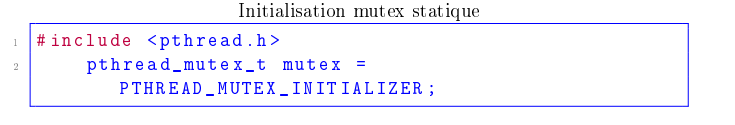 Initialisation mutex statique
1 #include <pthread.h>
2 pthread_mutex_t mutex =
PTHREAD_MUTEX_INITIALIZER;